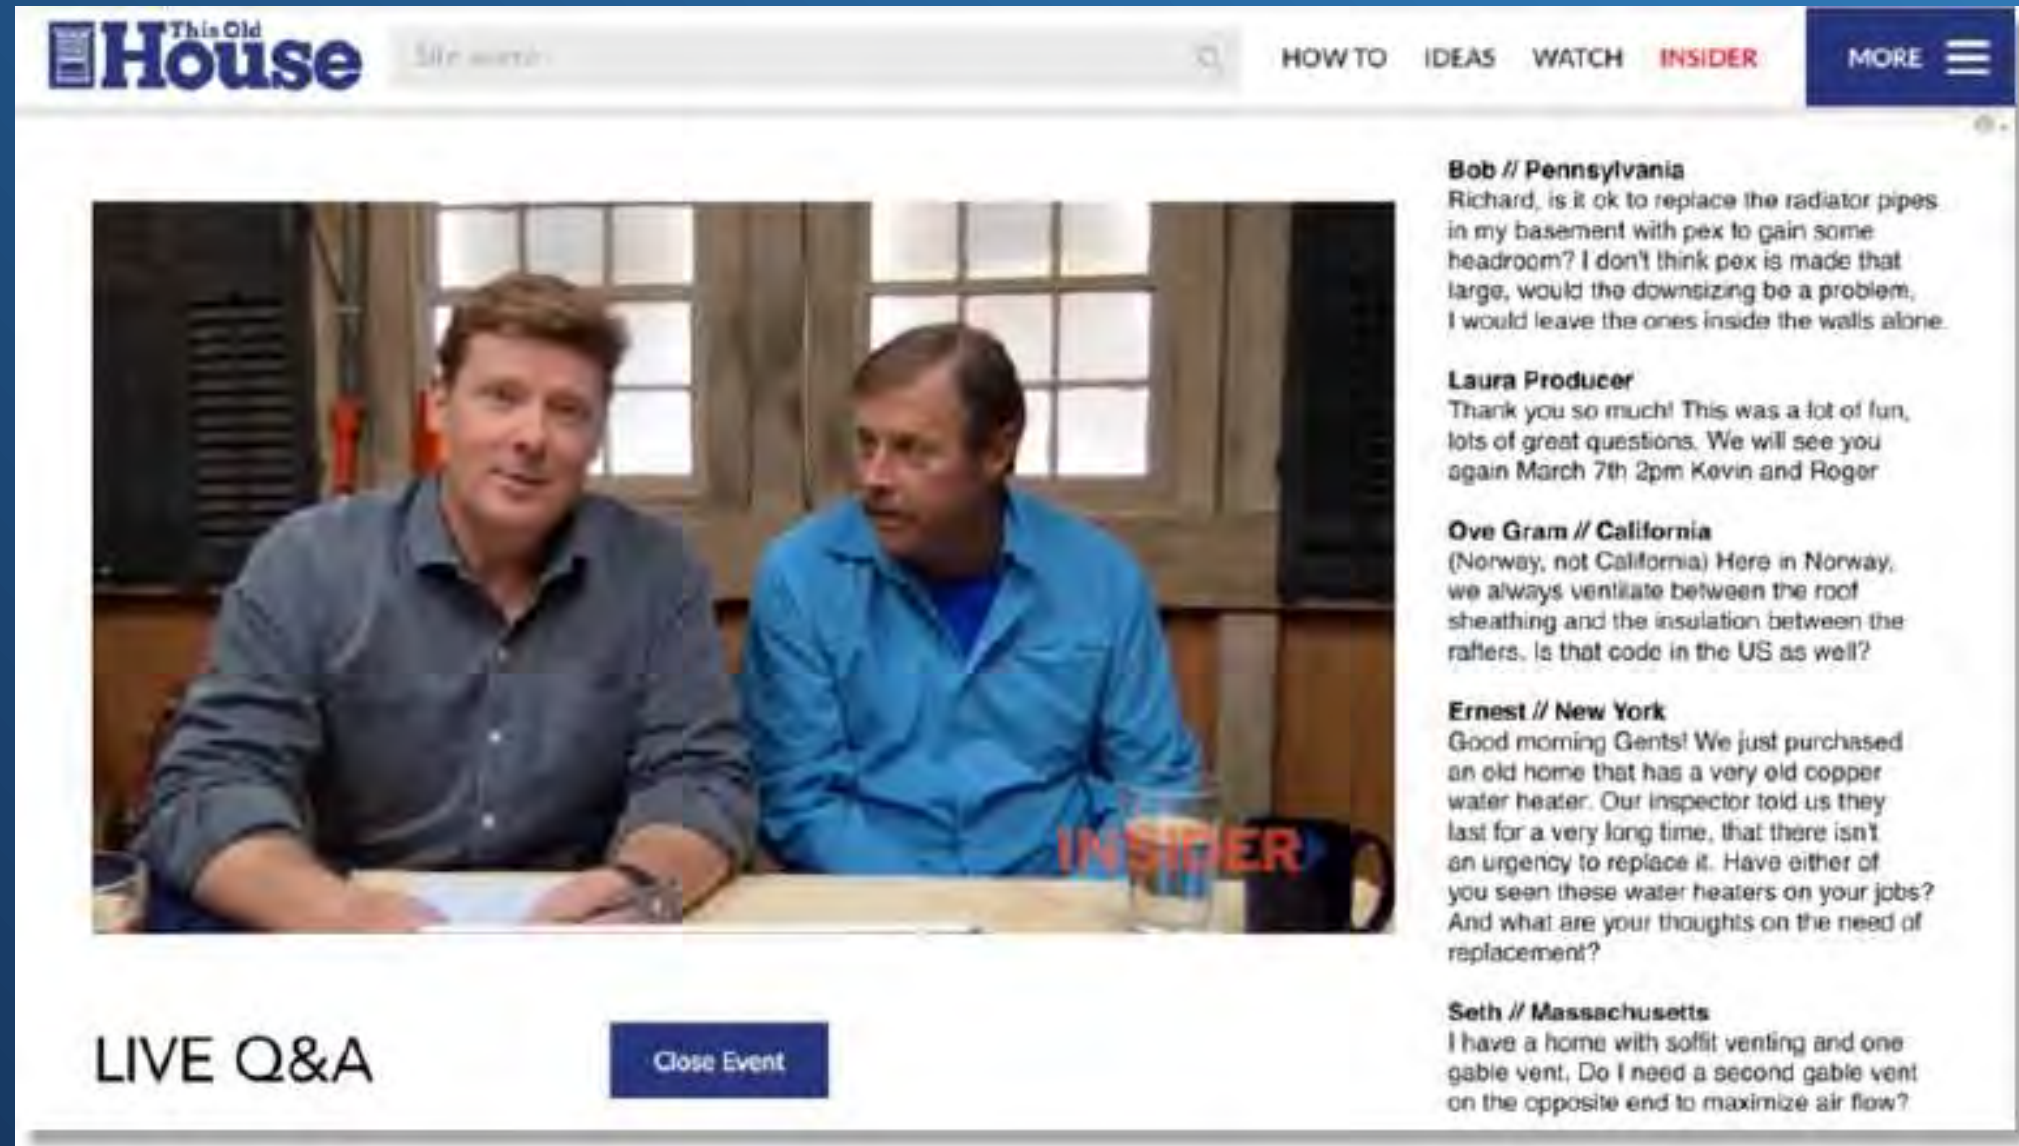 This Old
House
Site search
HOW TO
IDEAS
WATCH
INSIDER
MORE
Bob // Pennsylvania
Richard, is it ok to replace the radiator pipes
in my basement with pex to gain some
headroom? I don't think pex is made that
large, would the downsizing be a problem.
I would leave the ones inside the walls alone.
Laura Producer
Thank you so much! This was a lot of fun,
lots of great questions. We will see you
again March 7th 2pm Kevin and Roger
Ove Gram // California
(Norway, not California) Here in Norway,
we always ventilate between the roof
sheathing and the insulation between the
rafters. Is that code in the US as well?
Ernest // New York
Good morning Gents! We just purchased
an old home that has a very old copper
water heater. Our inspector told us they
last for a very long time, that there isn't
an urgency to replace it. Have either of
you seen these water heaters on your jobs?
And what are your thoughts on the need of
replacement?
Seth // Massachusetts
I have a home with soffit venting and one
gable vent. Do I need a second gable vent
on the opposite end to maximize air flow?
INSIDER
LIVE Q&A
Close Event